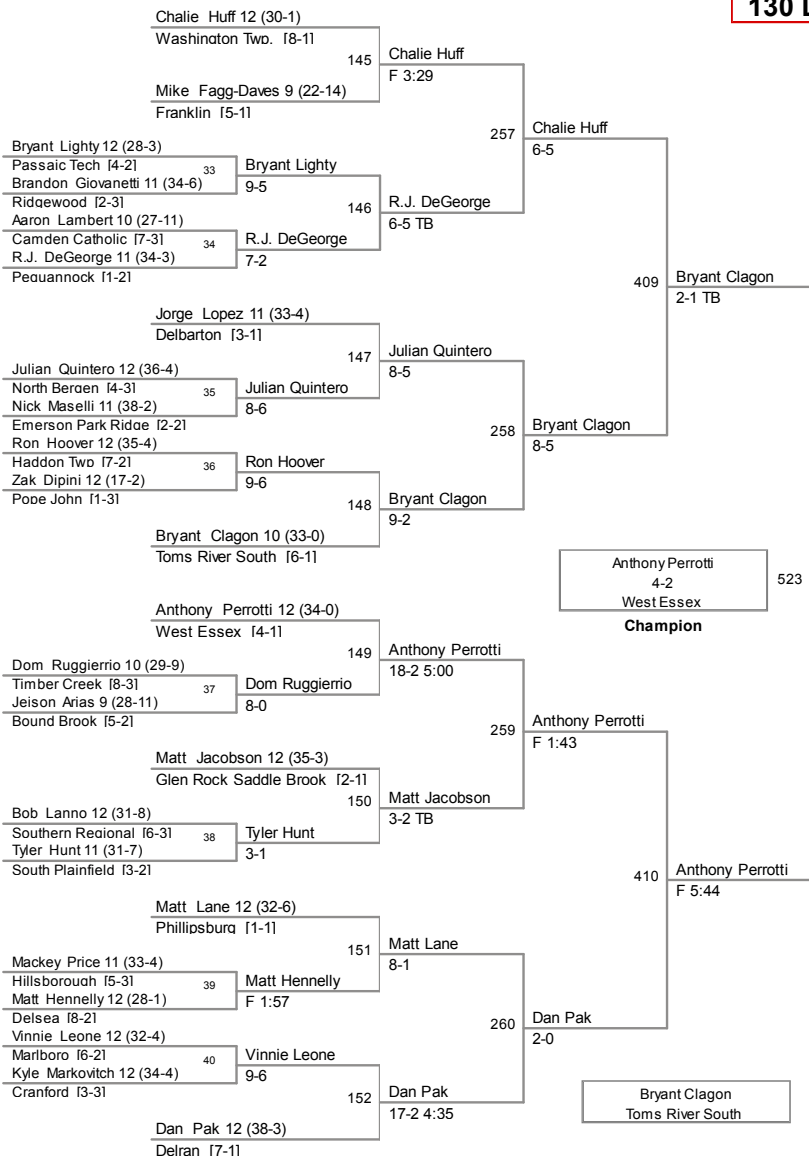 130 L
Chalie Huff 12 (30-1)
Washington Twp. [8-1]
145
Chalie Huff
F 3:29
Mike Fagg-Daves 9 (22-14)
Franklin [5-1]
257
Chalie Huff
6-5
Bryant Lighty 12 (28-3)
Passaic Tech [4-2]
33
Bryant Lighty
9-5
Brandon Giovanetti 11 (34-6)
Ridgewood [2-3]
146
R.J. DeGeorge
6-5 TB
Aaron Lambert 10 (27-11)
Camden Catholic [7-3]
34
R.J. DeGeorge
7-2
R.J. DeGeorge 11 (34-3)
Pequannock [1-2]
409
Bryant Clagon
2-1 TB
Jorge Lopez 11 (33-4)
Delbarton [3-1]
147
Julian Quintero
8-5
Julian Quintero 12 (36-4)
North Bergen [4-3]
35
Julian Quintero
8-6
Nick Maselli 11 (38-2)
Emerson Park Ridge [2-2]
258
Bryant Clagon
8-5
Ron Hoover 12 (35-4)
Haddon Twp [7-2]
36
Ron Hoover
9-6
Zak Dipini 12 (17-2)
Pope John [1-3]
148
Bryant Clagon
9-2
Bryant Clagon 10 (33-0)
Toms River South [6-1]
Anthony Perrotti
4-2
West Essex
523
Champion
Anthony Perrotti 12 (34-0)
West Essex [4-1]
149
Anthony Perrotti
18-2 5:00
Dom Ruggierrio 10 (29-9)
Timber Creek [8-3]
37
Dom Ruggierrio
8-0
Jeison Arias 9 (28-11)
Bound Brook [5-2]
259
Anthony Perrotti
F 1:43
Matt Jacobson 12 (35-3)
Glen Rock Saddle Brook [2-1]
150
Matt Jacobson
3-2 TB
Bob Lanno 12 (31-8)
Southern Regional [6-3]
38
Tyler Hunt
3-1
Tyler Hunt 11 (31-7)
South Plainfield [3-2]
410
Anthony Perrotti
F 5:44
Matt Lane 12 (32-6)
Phillipsburg [1-1]
151
Matt Lane
8-1
Mackey Price 11 (33-4)
Hillsborough [5-3]
39
Matt Hennelly
F 1:57
Matt Hennelly 12 (28-1)
Delsea [8-2]
260
Dan Pak
2-0
Vinnie Leone 12 (32-4)
Marlboro [6-2]
40
Vinnie Leone
9-6
Kyle Markovitch 12 (34-4)
Cranford [3-3]
152
Dan Pak
17-2 4:35
Dan Pak 12 (38-3)
Delran [7-1]
Bryant Clagon
Toms River South